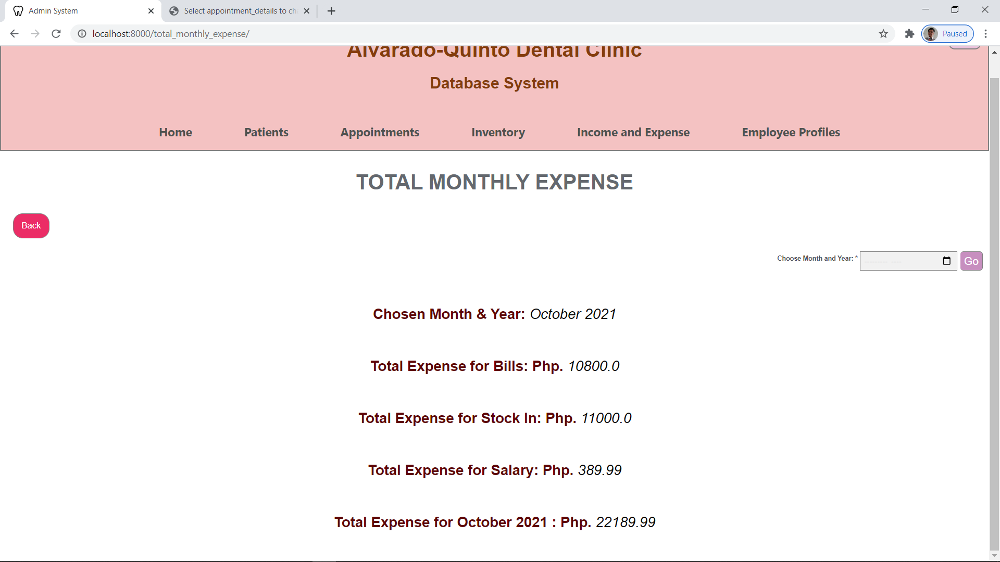 Admin System
Select appointment_details to ch
localhost:8000/total_monthly_expense/
Paused
Alvarado-Quinto Dental Clinic
Database System
Home Patients Appointments Inventory Income and Expense Employee Profiles
TOTAL MONTHLY EXPENSE
Back
Choose Month and Year: * --------- ---- Go
Chosen Month & Year: October 2021
Total Expense for Bills: Php. 10800.0
Total Expense for Stock In: Php. 11000.0
Total Expense for Salary: Php. 389.99
Total Expense for October 2021 : Php. 22189.99